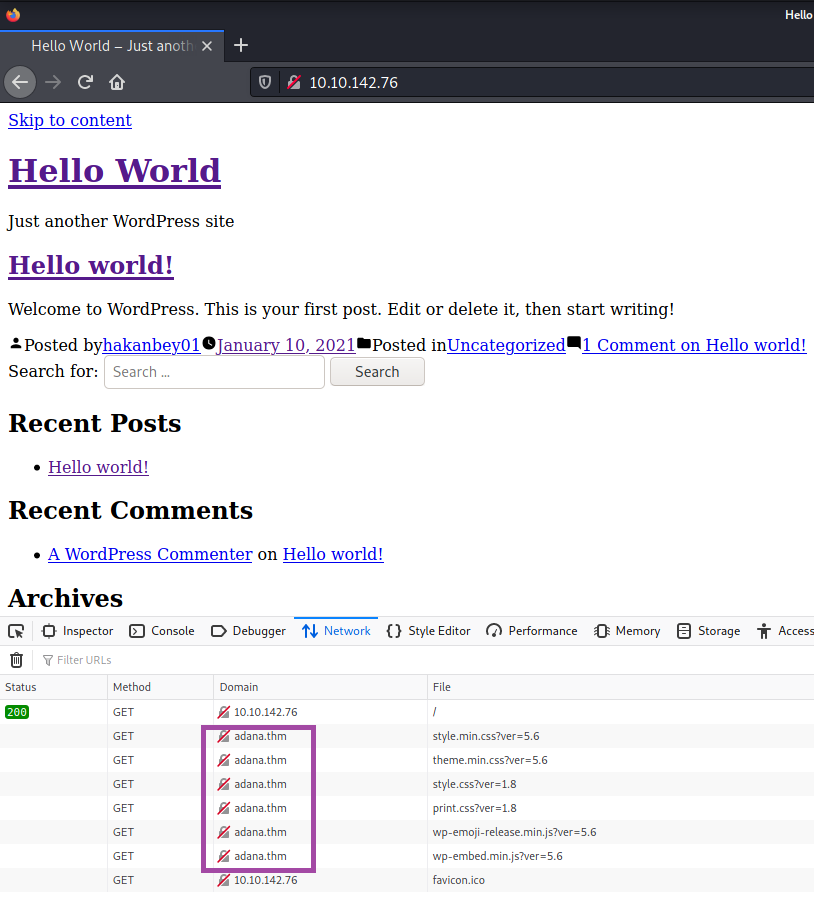 Hello
Hello World – Just anoth
10.10.142.76
Skip to content
Hello World
Just another WordPress site
Hello world!
Welcome to WordPress. This is your first post. Edit or delete it, then start writing!
Posted byhakanbey01January 10, 2021Posted inUncategorized1 Comment on Hello world!
Search for: Search ... Search
Recent Posts
Hello world!
Recent Comments
A WordPress Commenter on Hello world!
Archives
Inspector Console Debugger Network Style Editor Performance Memory Storage Access
Filter URLs
Status Method Domain File
200 GET 10.10.142.76 /
GET adana.thm style.min.css?ver=5.6
GET adana.thm theme.min.css?ver=5.6
GET adana.thm style.css?ver=1.8
GET adana.thm print.css?ver=1.8
GET adana.thm wp-emoji-release.min.js?ver=5.6
GET adana.thm wp-embed.min.js?ver=5.6
GET 10.10.142.76 favicon.ico